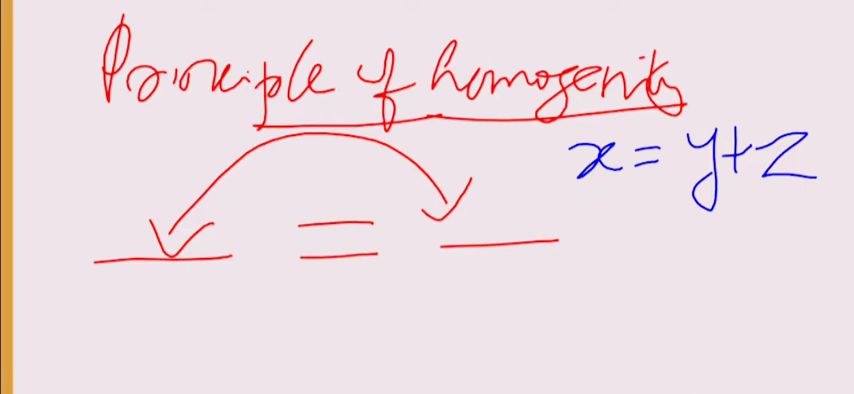 Principle of homogenity
x = y + z
=